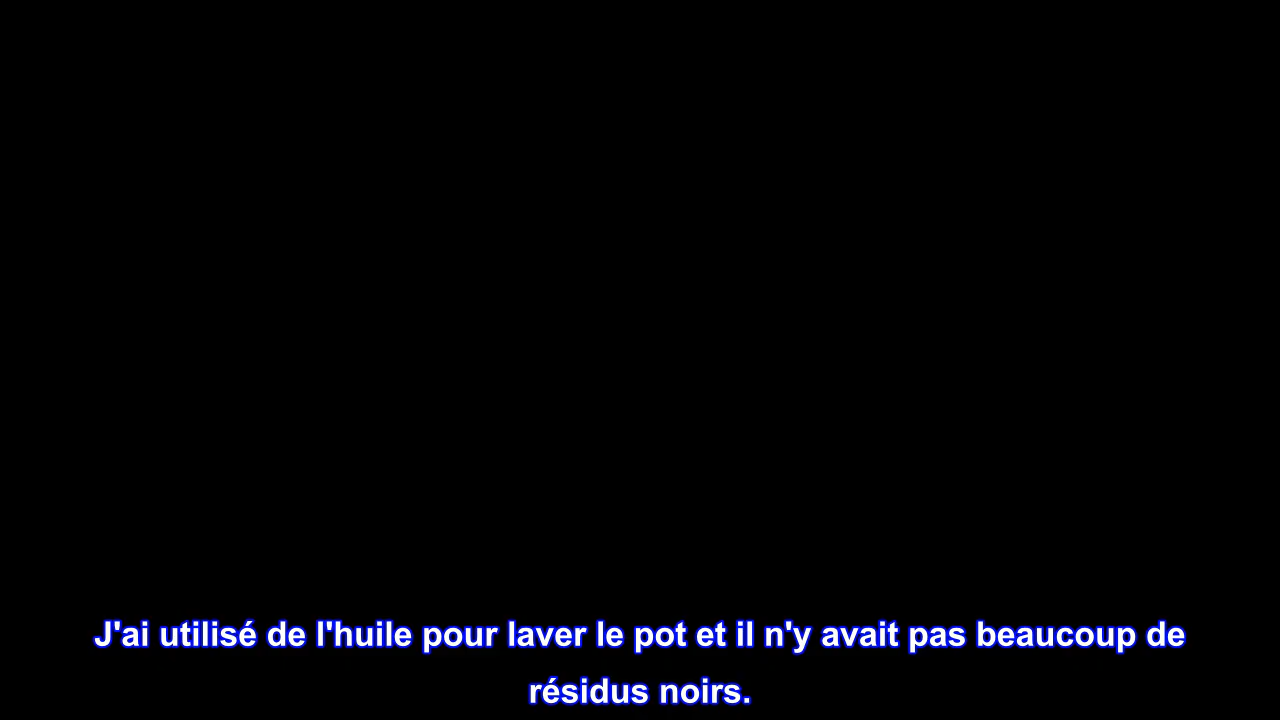 J'ai utilisé de l'huile pour laver le pot et il n'y avait pas beaucoup de
résidus noirs.